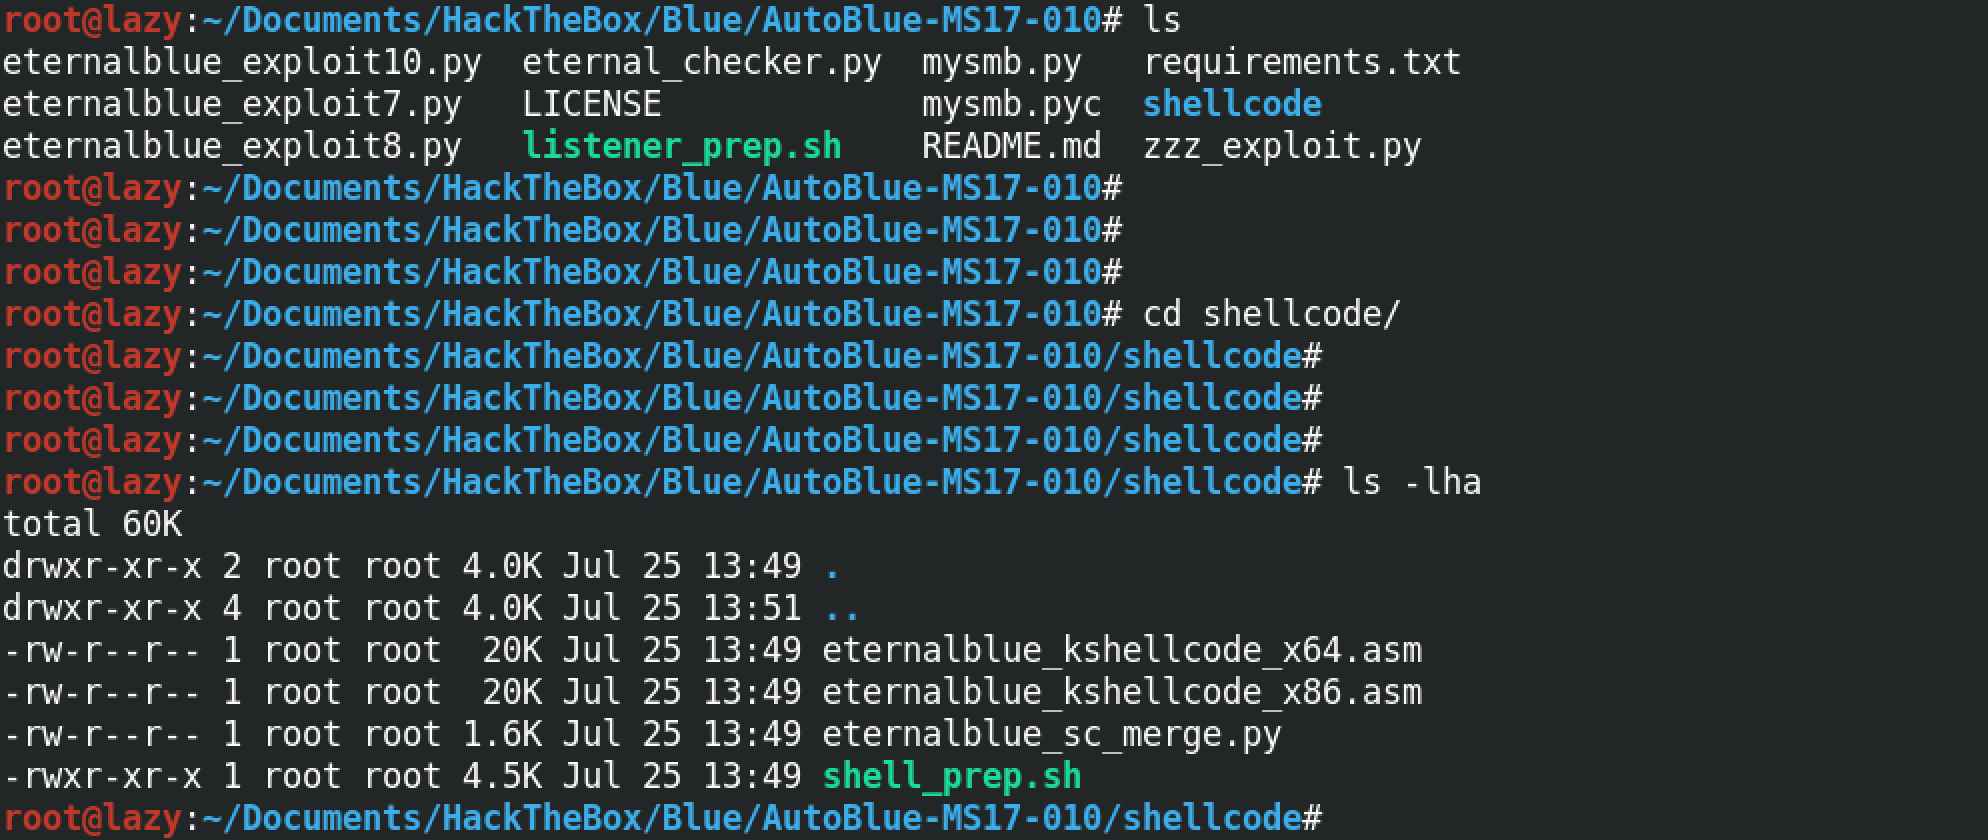 root@lazy:~/Documents/HackTheBox/Blue/AutoBlue-MS17-010# ls
eternalblue_exploit10.py  eternal_checker.py  mysmb.py   requirements.txt
eternalblue_exploit7.py   LICENSE             mysmb.pyc  shellcode
eternalblue_exploit8.py   listener_prep.sh    README.md  zzz_exploit.py
root@lazy:~/Documents/HackTheBox/Blue/AutoBlue-MS17-010#
root@lazy:~/Documents/HackTheBox/Blue/AutoBlue-MS17-010#
root@lazy:~/Documents/HackTheBox/Blue/AutoBlue-MS17-010#
root@lazy:~/Documents/HackTheBox/Blue/AutoBlue-MS17-010# cd shellcode/
root@lazy:~/Documents/HackTheBox/Blue/AutoBlue-MS17-010/shellcode#
root@lazy:~/Documents/HackTheBox/Blue/AutoBlue-MS17-010/shellcode#
root@lazy:~/Documents/HackTheBox/Blue/AutoBlue-MS17-010/shellcode#
root@lazy:~/Documents/HackTheBox/Blue/AutoBlue-MS17-010/shellcode# ls -lha
total 60K
drwxr-xr-x 2 root root 4.0K Jul 25 13:49 .
drwxr-xr-x 4 root root 4.0K Jul 25 13:51 ..
-rw-r--r-- 1 root root  20K Jul 25 13:49 eternalblue_kshellcode_x64.asm
-rw-r--r-- 1 root root  20K Jul 25 13:49 eternalblue_kshellcode_x86.asm
-rw-r--r-- 1 root root 1.6K Jul 25 13:49 eternalblue_sc_merge.py
-rwxr-xr-x 1 root root 4.5K Jul 25 13:49 shell_prep.sh
root@lazy:~/Documents/HackTheBox/Blue/AutoBlue-MS17-010/shellcode#